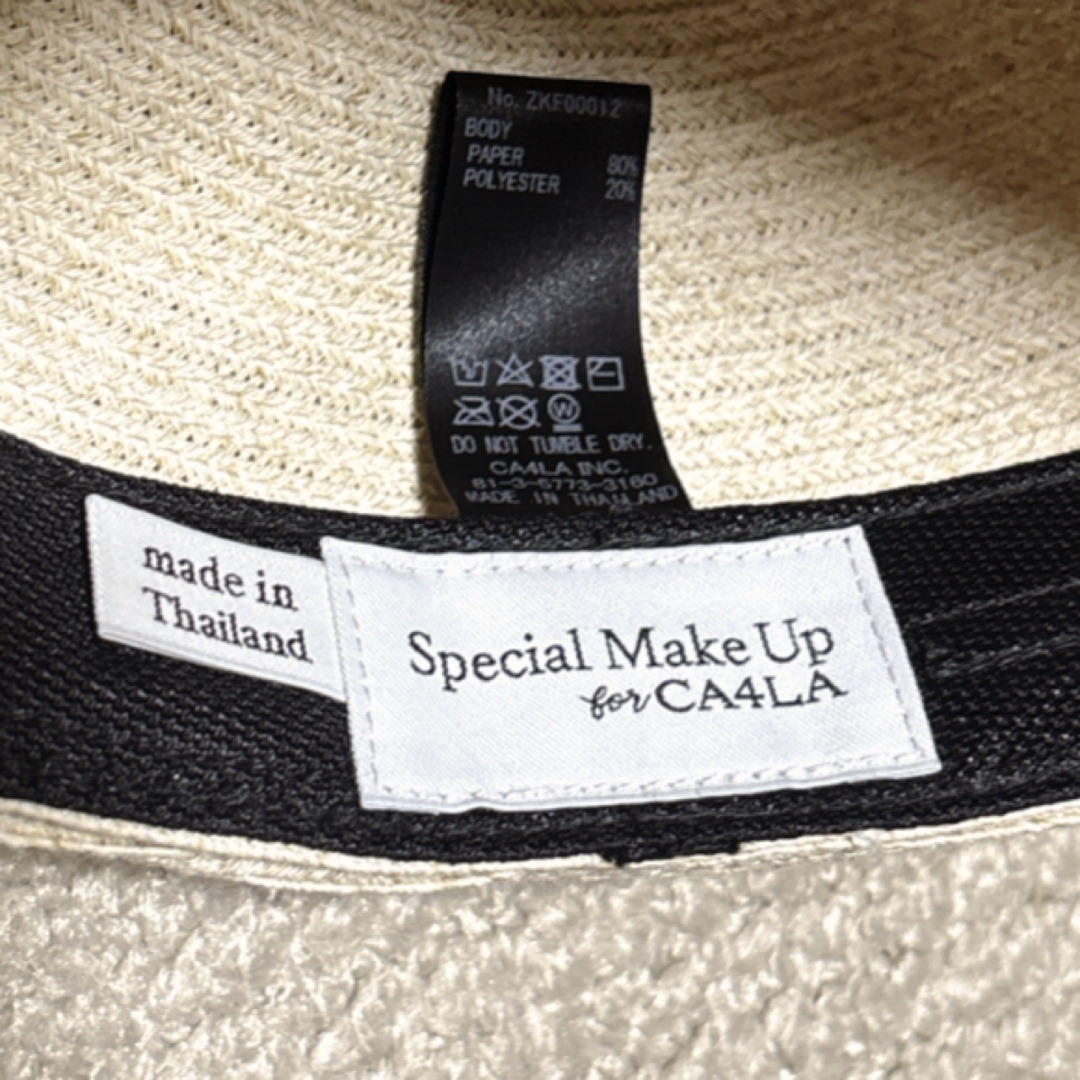 No. ZKF00012
BODY
PAPER 80%
POLYESTER 20%
W
DO NOT TUMBLE DRY.
CA4LA INC.
81-3-5773-3160
MADE IN THAILAND
made in
Thailand
Special Make Up
for CA4LA